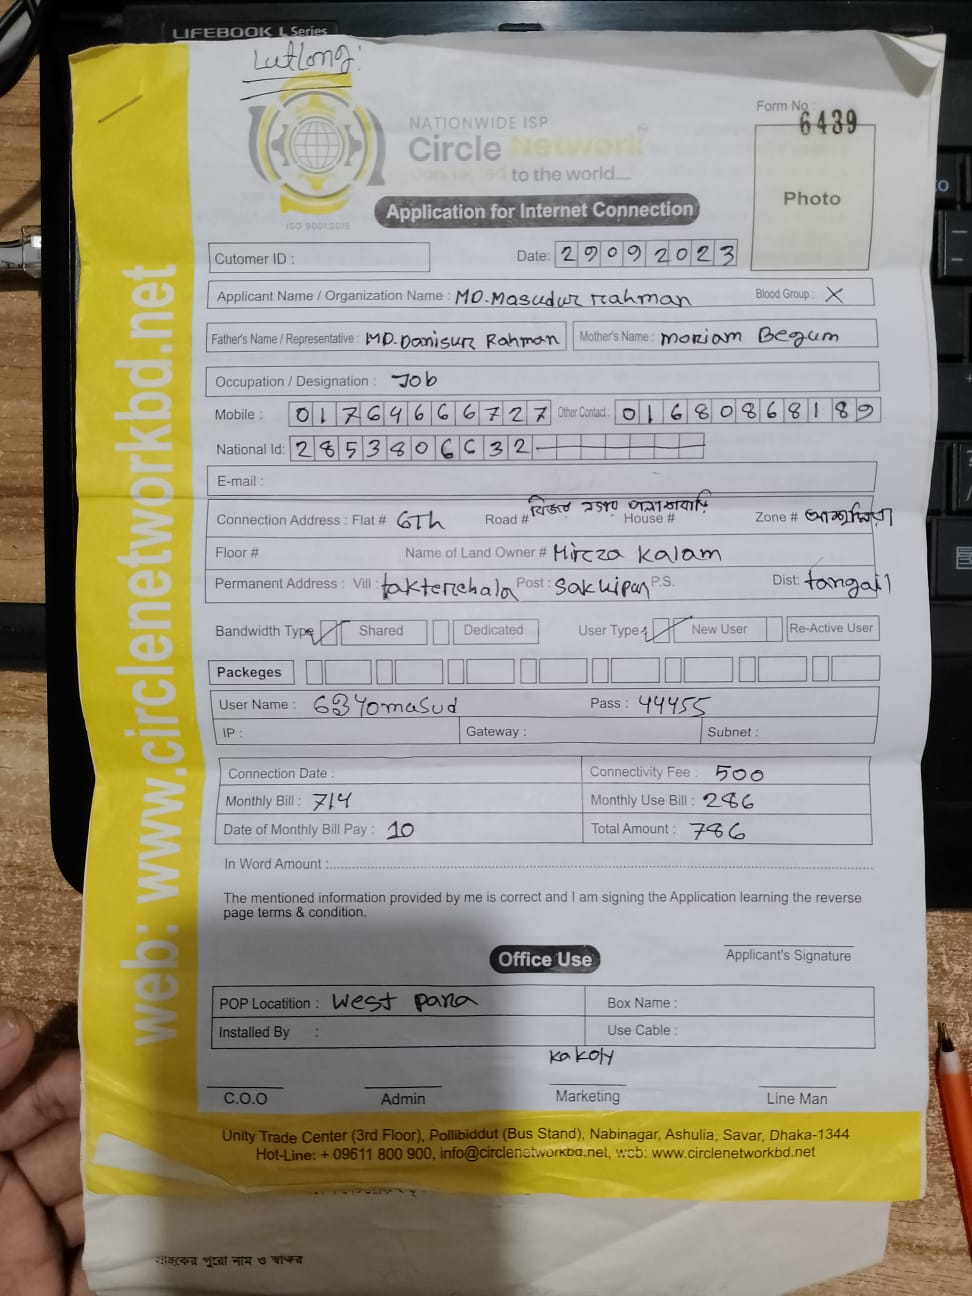 LIFEBOOK L Series
Lutlong:
Form No :
6439
NATIONWIDE ISP
Circle Network
to the world.....
Photo
Application for Internet Connection
ISO 9001:2015
Cutomer ID :
Date: 29092023
Applicant Name / Organization Name : MD.Masudur rahman Blood Group : X
Father's Name / Representative : MD.Danisur Rahman Mother's Name : moriam Begum
Occupation / Designation : Job
Mobile : 01764666727 Other Contact : 01680868189
National Id: 2853806632
E-mail :
Connection Address : Flat # 6Th Road # House # Zone #
Floor # Name of Land Owner # Mirza kalam
Permanent Address : Vill : takterchala Post : Sakhipar P.S. Dist: tangail
Bandwidth Type Shared Dedicated User Type New User Re-Active User
Packeges
User Name : 6340masud Pass : 44455
IP : Gateway : Subnet :
Connection Date : Connectivity Fee : 500
Monthly Bill : 714 Monthly Use Bill : 286
Date of Monthly Bill Pay : 10 Total Amount : 786
In Word Amount :
The mentioned information provided by me is correct and I am signing the Application learning the reverse
page terms & condition.
Office Use
Applicant's Signature
POP Locatition : west para Box Name :
Installed By : Use Cable :
kakoly
C.O.O Admin Marketing Line Man
Unity Trade Center (3rd Floor), Pollibiddut (Bus Stand), Nabinagar, Ashulia, Savar, Dhaka-1344
Hot-Line: + 09611 800 900, info@circlenetworkbd.net, web: www.circlenetworkbd.net
web: www.circlenetworkbd.net
গ্রাহকের পুরো নাম ও স্বাক্ষর